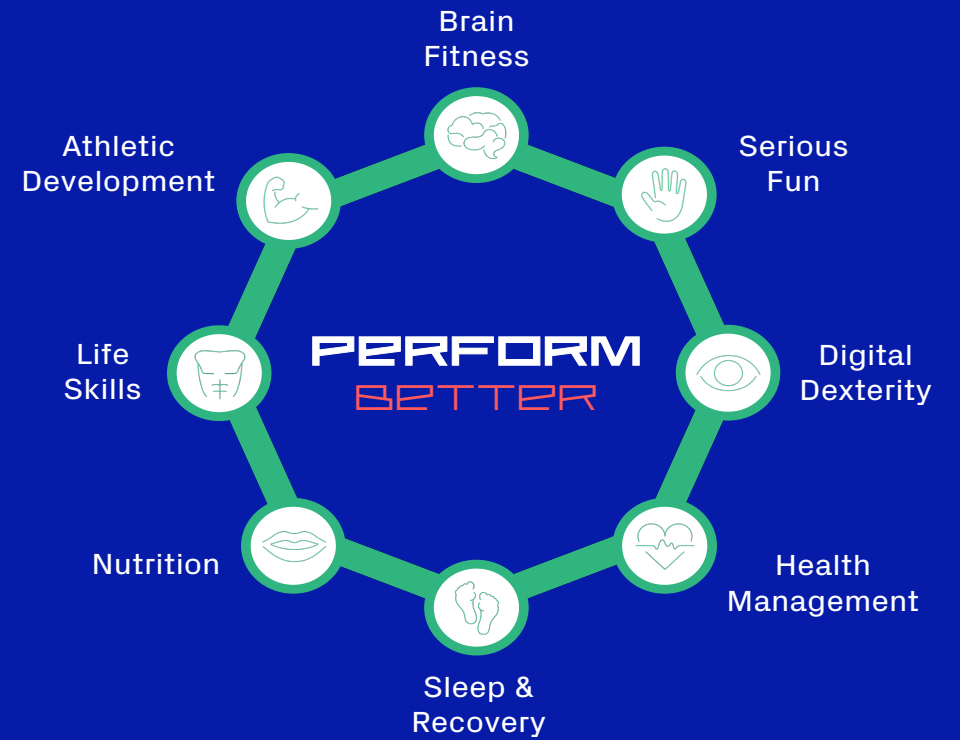 Brain
Fitness
Athletic
Development
Serious
Fun
PERFORM
BETTER
Life
Skills
Digital
Dexterity
Nutrition
Health
Management
Sleep &
Recovery